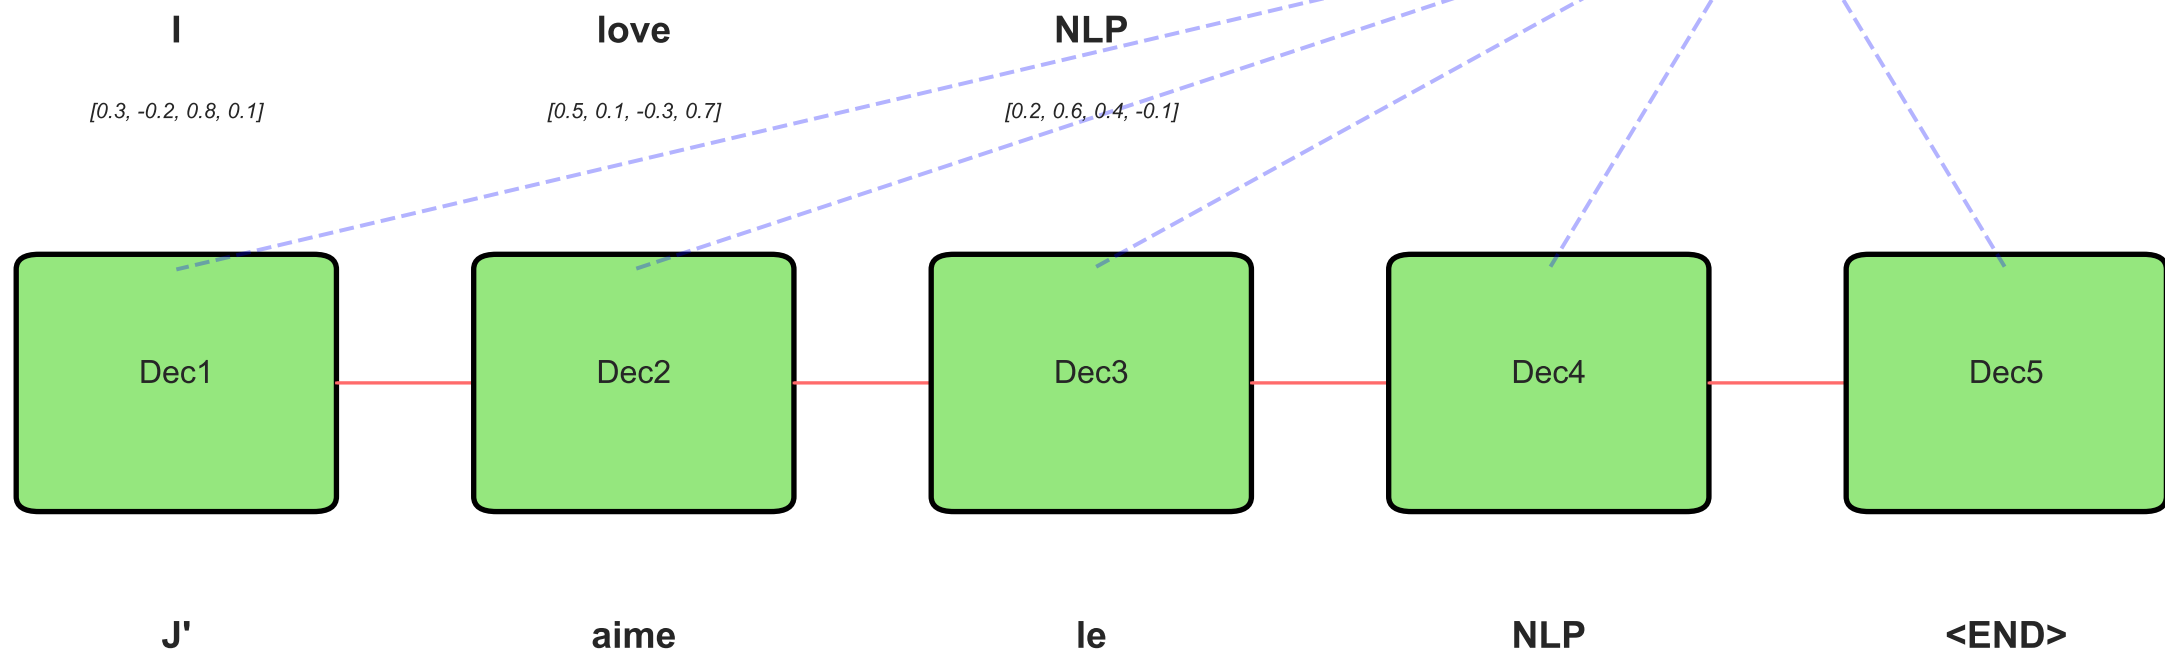 I love NLP
[0.3, -0.2, 0.8, 0.1] [0.5, 0.1, -0.3, 0.7] [0.2, 0.6, 0.4, -0.1]
Dec1 Dec2 Dec3 Dec4 Dec5
J' aime le NLP <END>